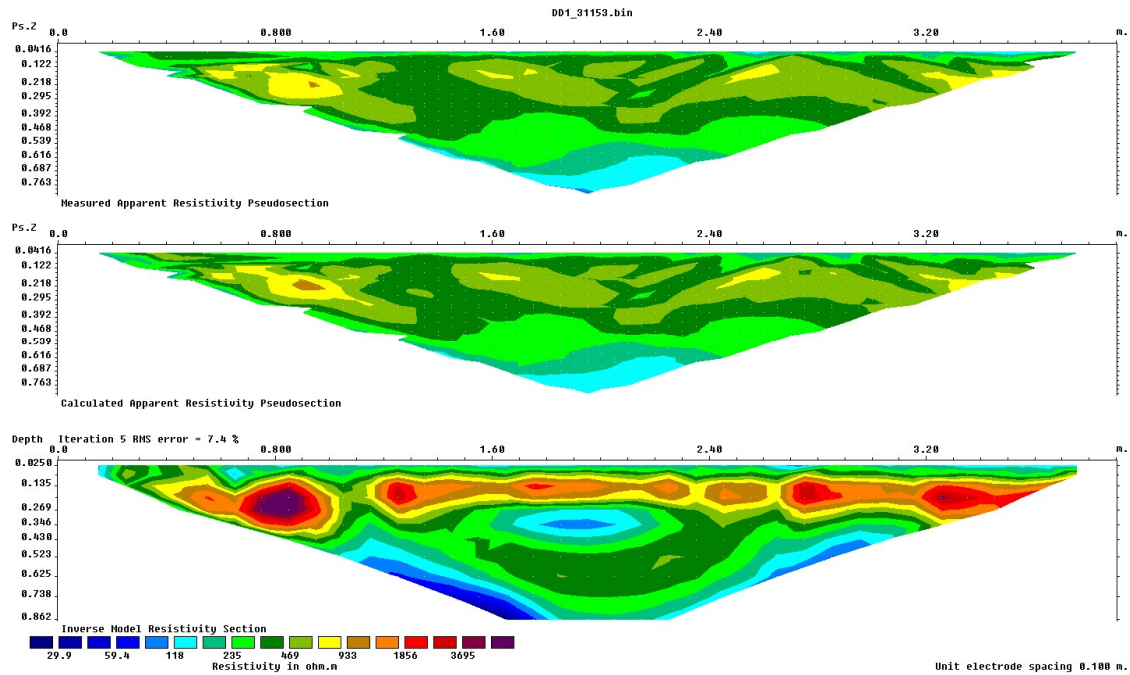 DD1_31153.bin
Ps.Z 0.0 0.800 1.60 2.40 3.20 m.
0.0416
0.122
0.218
0.295
0.392
0.468
0.539
0.616
0.687
0.763
Measured Apparent Resistivity Pseudosection
Ps.Z 0.0 0.800 1.60 2.40 3.20 m.
0.0416
0.122
0.218
0.295
0.392
0.468
0.539
0.616
0.687
0.763
Calculated Apparent Resistivity Pseudosection
Depth Iteration 5 RMS error = 7.4 %
0.0 0.800 1.60 2.40 3.20 m.
0.0250
0.135
0.269
0.346
0.430
0.523
0.625
0.738
0.862
Inverse Model Resistivity Section
29.9 59.4 118 235 469 933 1856 3695
Resistivity in ohm.m
Unit electrode spacing 0.100 m.